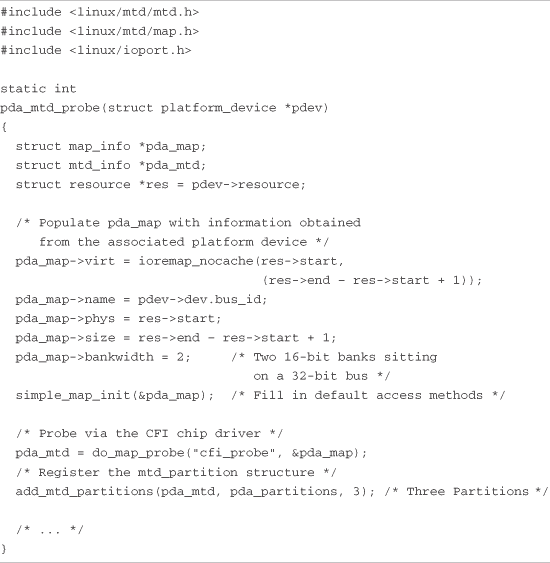 #include <linux/mtd/mtd.h>
#include <linux/mtd/map.h>
#include <linux/ioport.h>

static int
pda_mtd_probe(struct platform_device *pdev)
{
  struct map_info *pda_map;
  struct mtd_info *pda_mtd;
  struct resource *res = pdev->resource;

  /* Populate pda_map with information obtained
     from the associated platform device */
  pda_map->virt = ioremap_nocache(res->start,
                                  (res->end – res->start + 1));
  pda_map->name = pdev->dev.bus_id;
  pda_map->phys = res->start;
  pda_map->size = res->end – res->start + 1;
  pda_map->bankwidth = 2;     /* Two 16-bit banks sitting
                                 on a 32-bit bus */
  simple_map_init(&pda_map);  /* Fill in default access methods */

  /* Probe via the CFI chip driver */
  pda_mtd = do_map_probe("cfi_probe", &pda_map);
  /* Register the mtd_partition structure */
  add_mtd_partitions(pda_mtd, pda_partitions, 3); /* Three Partitions */

  /* ... */
}